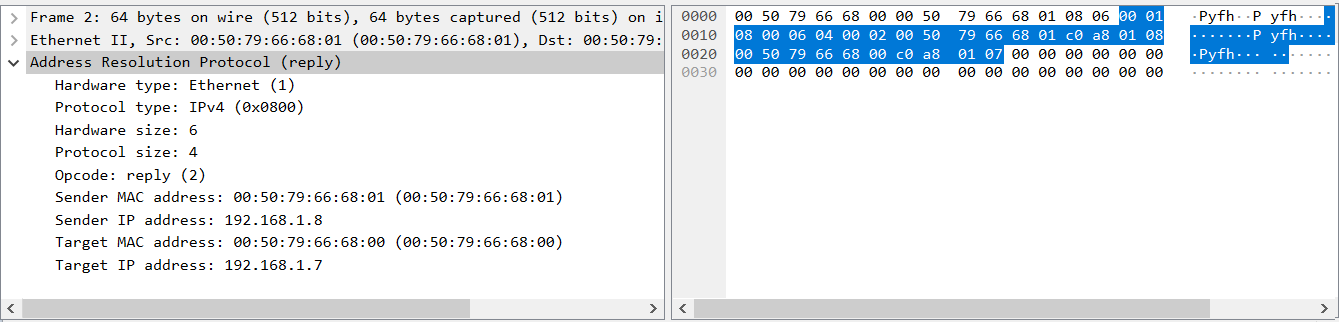 Frame 2: 64 bytes on wire (512 bits), 64 bytes captured (512 bits) on i
Ethernet II, Src: 00:50:79:66:68:01 (00:50:79:66:68:01), Dst: 00:50:79:
Address Resolution Protocol (reply)
Hardware type: Ethernet (1)
Protocol type: IPv4 (0x0800)
Hardware size: 6
Protocol size: 4
Opcode: reply (2)
Sender MAC address: 00:50:79:66:68:01 (00:50:79:66:68:01)
Sender IP address: 192.168.1.8
Target MAC address: 00:50:79:66:68:00 (00:50:79:66:68:00)
Target IP address: 192.168.1.7
0000 00 50 79 66 68 00 00 50 79 66 68 01 08 06 00 01 ·Pyfh··P yfh·····
0010 08 00 06 04 00 02 00 50 79 66 68 01 c0 a8 01 08 ·······P yfh·····
0020 00 50 79 66 68 00 c0 a8 01 07 00 00 00 00 00 00 ·Pyfh··· ········
0030 00 00 00 00 00 00 00 00 00 00 00 00 00 00 00 00 ········ ········